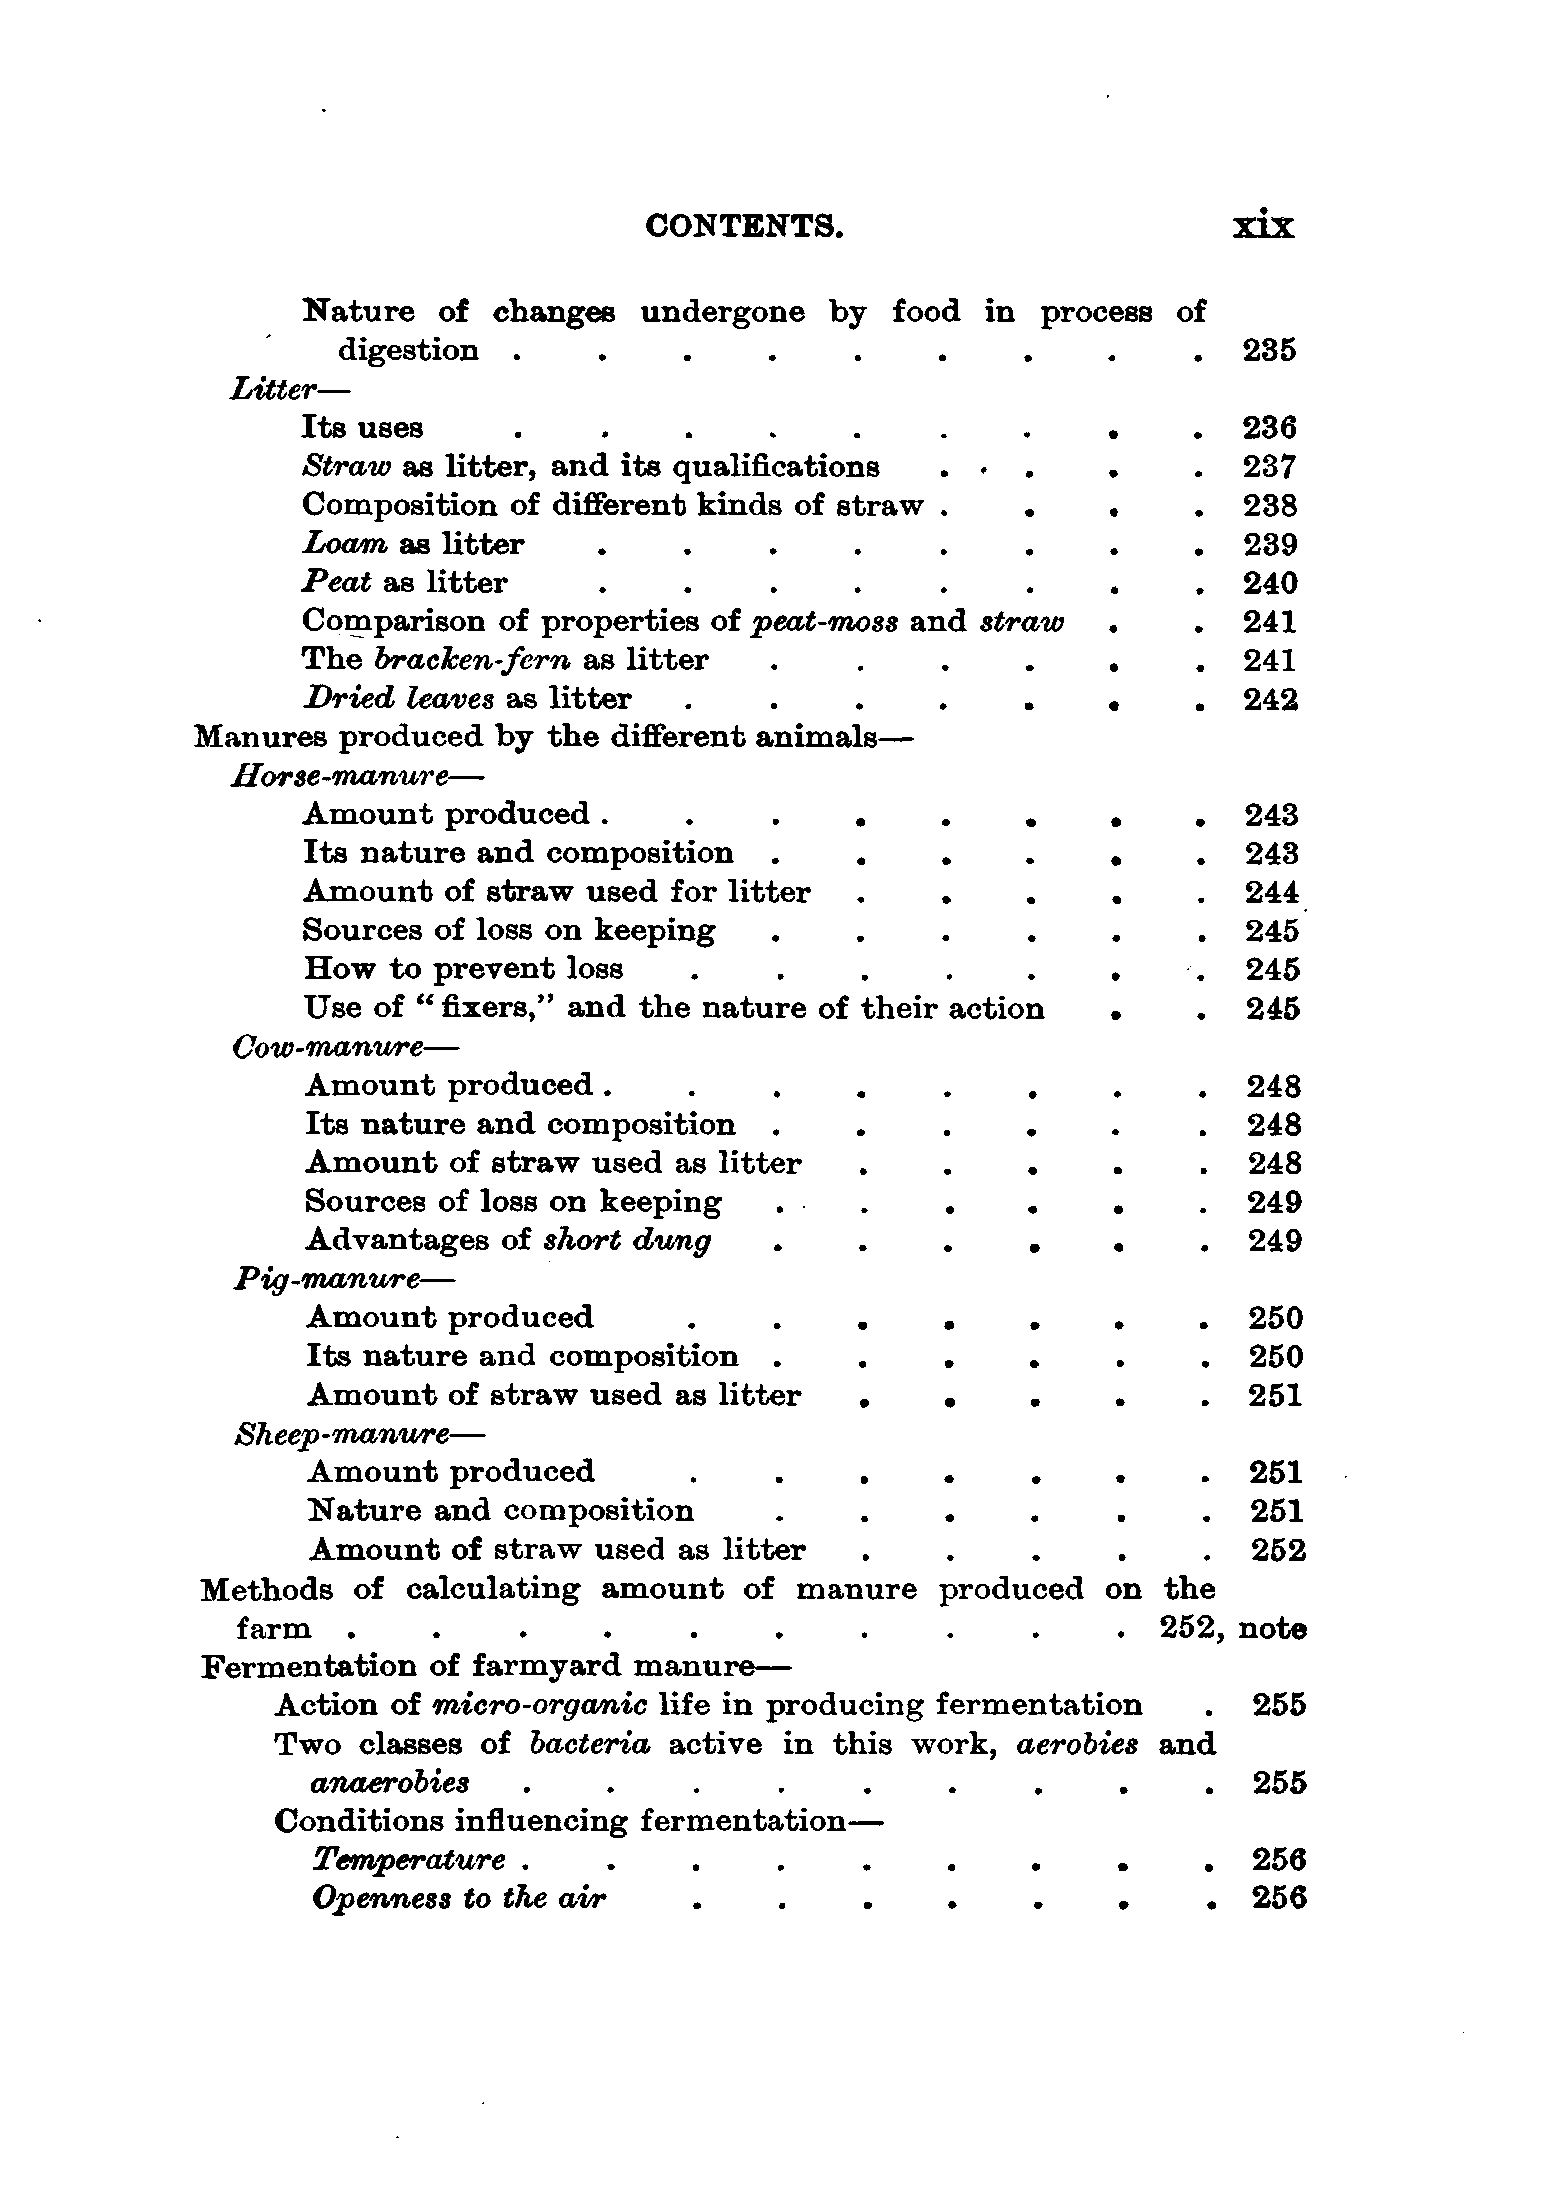 CONTENTS. xix
Nature of changes undergone by food in process of
digestion . . . . . . . . . 235
Litter—
Its uses . . . . . . . . . 236
Straw as litter, and its qualifications . . . . 237
Composition of different kinds of straw . . . . 238
Loam as litter . . . . . . . . 239
Peat as litter . . . . . . . . 240
Comparison of properties of peat-moss and straw . . 241
The bracken-fern as litter . . . . . . 241
Dried leaves as litter . . . . . . . 242
Manures produced by the different animals—
Horse-manure—
Amount produced . . . . . . . . 243
Its nature and composition . . . . . . 243
Amount of straw used for litter . . . . . 244
Sources of loss on keeping . . . . . . 245
How to prevent loss . . . . . . . 245
Use of “fixers,” and the nature of their action . . 245
Cow-manure—
Amount produced . . . . . . . . 248
Its nature and composition . . . . . . 248
Amount of straw used as litter . . . . . 248
Sources of loss on keeping . . . . . . 249
Advantages of short dung . . . . . . 249
Pig-manure—
Amount produced . . . . . . . 250
Its nature and composition . . . . . . 250
Amount of straw used as litter . . . . . 251
Sheep-manure—
Amount produced . . . . . . . 251
Nature and composition . . . . . . 251
Amount of straw used as litter . . . . . 252
Methods of calculating amount of manure produced on the
farm . . . . . . . . . . 252, note
Fermentation of farmyard manure—
Action of micro-organic life in producing fermentation . 255
Two classes of bacteria active in this work, aerobies and
anaerobies . . . . . . . . . 255
Conditions influencing fermentation—
Temperature . . . . . . . . . 256
Openness to the air . . . . . . . 256